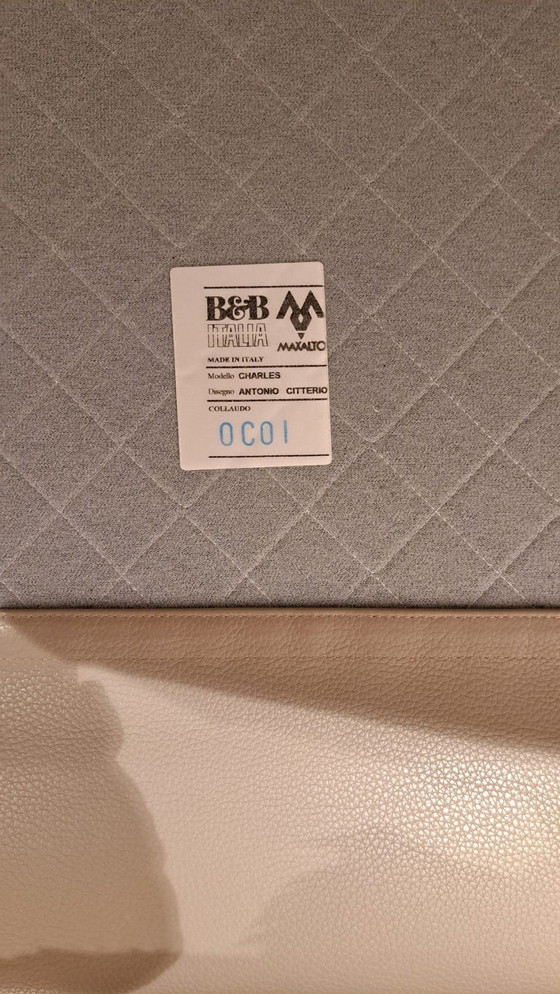 B&B
ITALIA
MAXALTO
MADE IN ITALY
Modello CHARLES
Disegno ANTONIO CITTERIO
COLLAUDO
0C01